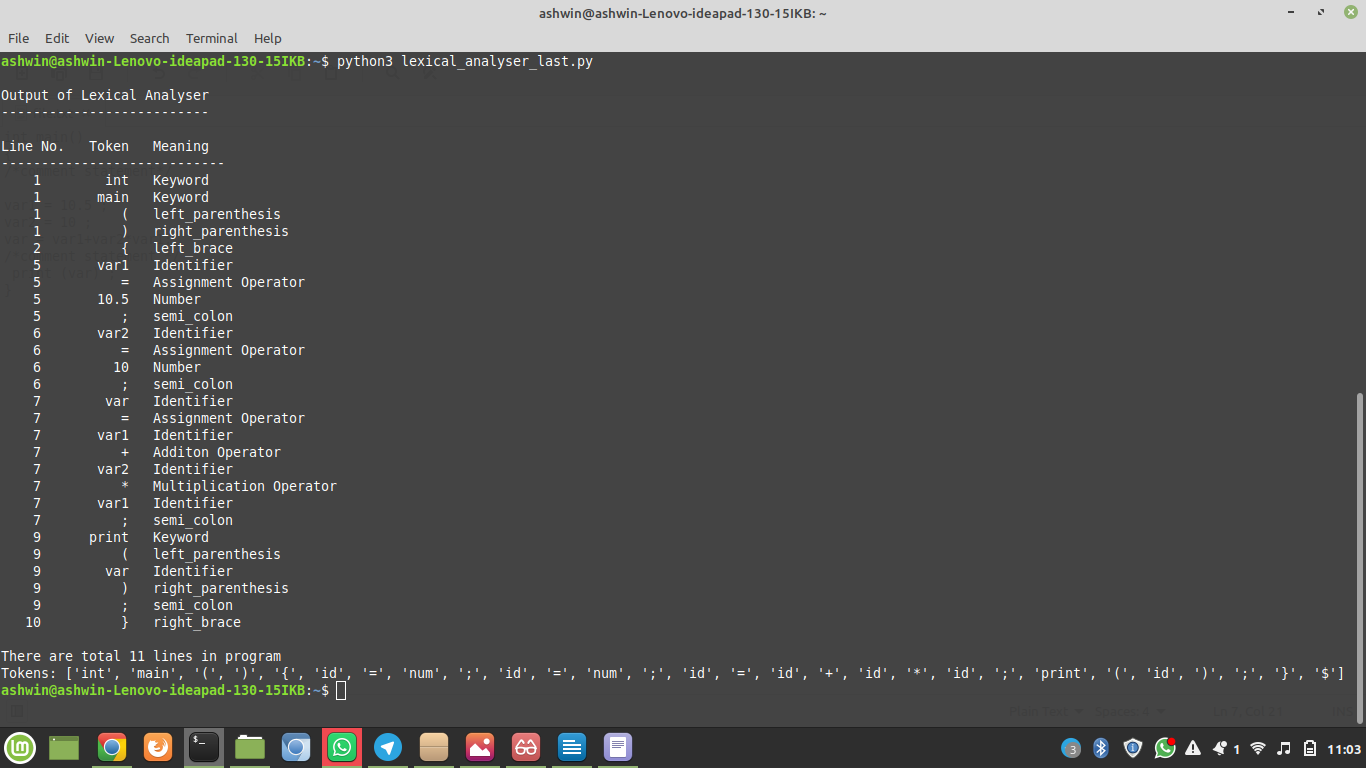 ashwin@ashwin-Lenovo-ideapad-130-15IKB: ~
File Edit View Search Terminal Help
ashwin@ashwin-Lenovo-ideapad-130-15IKB:~$ python3 lexical_analyser_last.py
Output of Lexical Analyser
--------------------------
Line No. Token Meaning
----------------------------
1 int Keyword
1 main Keyword
1 ( left_parenthesis
1 ) right_parenthesis
2 { left_brace
5 var1 Identifier
5 = Assignment Operator
5 10.5 Number
5 ; semi_colon
6 var2 Identifier
6 = Assignment Operator
6 10 Number
6 ; semi_colon
7 var Identifier
7 = Assignment Operator
7 var1 Identifier
7 + Additon Operator
7 var2 Identifier
7 * Multiplication Operator
7 var1 Identifier
7 ; semi_colon
9 print Keyword
9 ( left_parenthesis
9 var Identifier
9 ) right_parenthesis
9 ; semi_colon
10 } right_brace
There are total 11 lines in program
Tokens: ['int', 'main', '(', ')', '{', 'id', '=', 'num', ';', 'id', '=', 'num', ';', 'id', '=', 'id', '+', 'id', '*', 'id', ';', 'print', '(', 'id', ')', ';', '}', '$']
ashwin@ashwin-Lenovo-ideapad-130-15IKB:~$
3 1 11:03